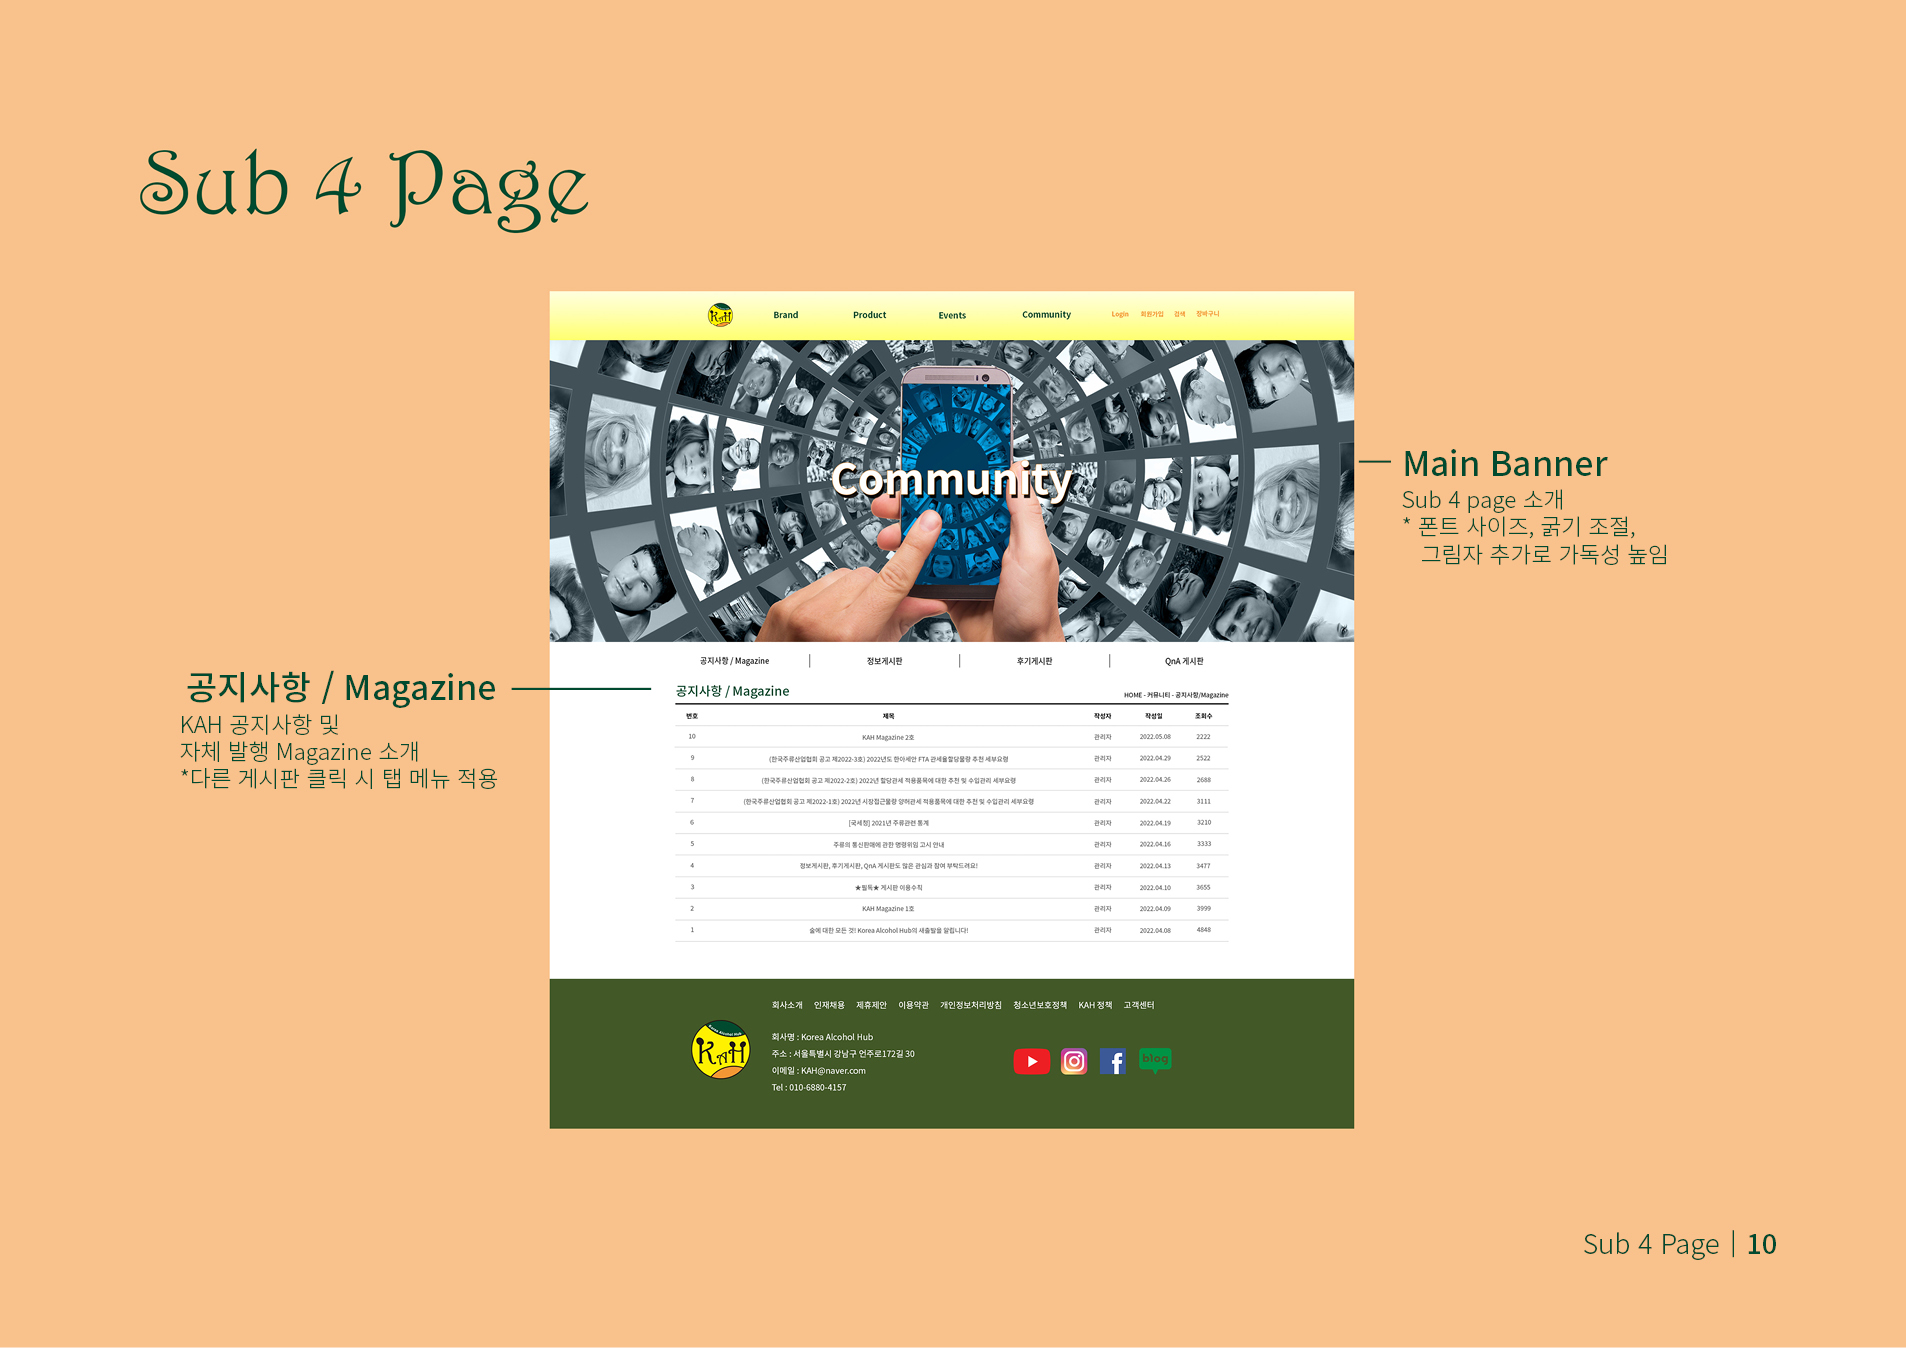 Sub 4 Page
KAH
Brand
Product
Events
Community
Login
회원가입
검색
장바구니
Community
Main Banner
Sub 4 page 소개
* 폰트 사이즈, 굵기 조절,
그림자 추가로 가독성 높임
공지사항 / Magazine
정보게시판
후기게시판
QnA 게시판
공지사항 / Magazine
KAH 공지사항 및
자체 발행 Magazine 소개
*다른 게시판 클릭 시 탭 메뉴 적용
공지사항 / Magazine
HOME - 커뮤니티 - 공지사항/Magazine
번호 제목 작성자 작성일 조회수
10 KAH Magazine 2호 관리자 2022.05.08 2222
9 (한국주류산업협회 공고 제2022-3호) 2022년도 한아세안 FTA 관세율할당물량 추천 세부요령 관리자 2022.04.29 2522
8 (한국주류산업협회 공고 제2022-2호) 2022년 할당관세 적용품목에 대한 추천 및 수입관리 세부요령 관리자 2022.04.26 2688
7 (한국주류산업협회 공고 제2022-1호) 2022년 시장접근물량 양허관세 적용품목에 대한 추천 및 수입관리 세부요령 관리자 2022.04.22 3111
6 [국세청] 2021년 주류관련 통계 관리자 2022.04.19 3210
5 주류의 통신판매에 관한 명령위임 고시 안내 관리자 2022.04.16 3333
4 정보게시판, 후기게시판, QnA 게시판도 많은 관심과 참여 부탁드려요! 관리자 2022.04.13 3477
3 ★필독★ 게시판 이용수칙 관리자 2022.04.10 3655
2 KAH Magazine 1호 관리자 2022.04.09 3999
1 술에 대한 모든 것! Korea Alcohol Hub의 새출발을 알립니다! 관리자 2022.04.08 4848
회사소개 인재채용 제휴제안 이용약관 개인정보처리방침 청소년보호정책 KAH 정책 고객센터
Korea Alcohol Hub
KAH
회사명 : Korea Alcohol Hub
주소 : 서울특별시 강남구 언주로172길 30
이메일 : KAH@naver.com
Tel : 010-6880-4157
blog
Sub 4 Page | 10